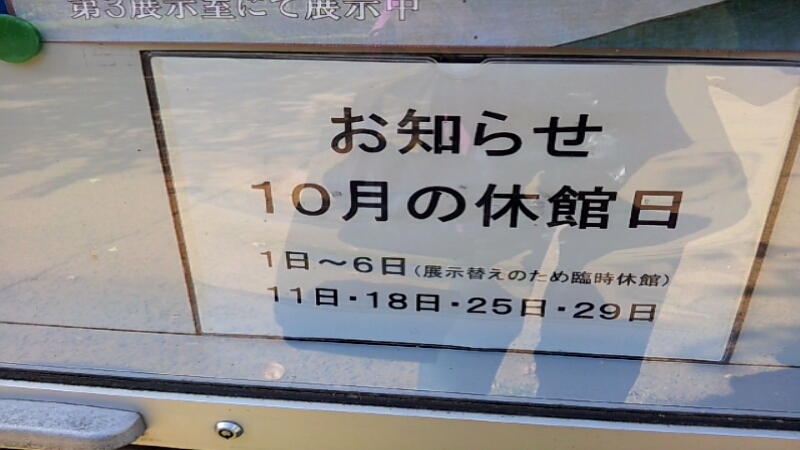 第3展示室にて展示中
お知らせ
10月の休館日
1日～6日(展示替えのため臨時休館)
11日・18日・25日・29日